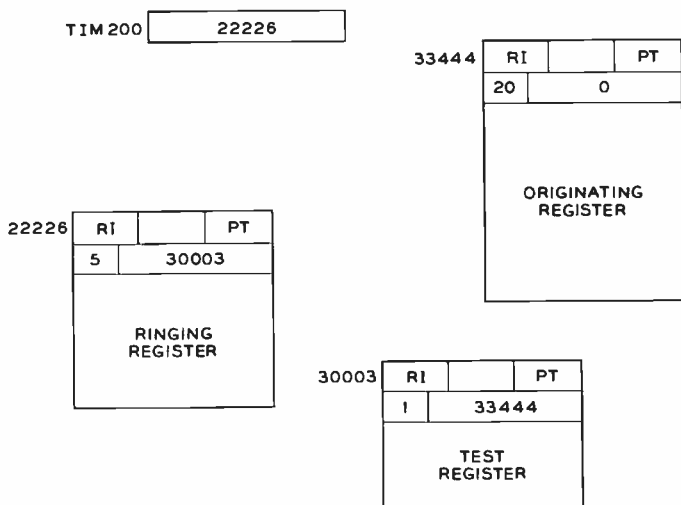 TIM200 22226
33444 RI PT
20 0
ORIGINATING
REGISTER
22226 RI PT
5 30003
RINGING
REGISTER
30003 RI PT
1 33444
TEST
REGISTER